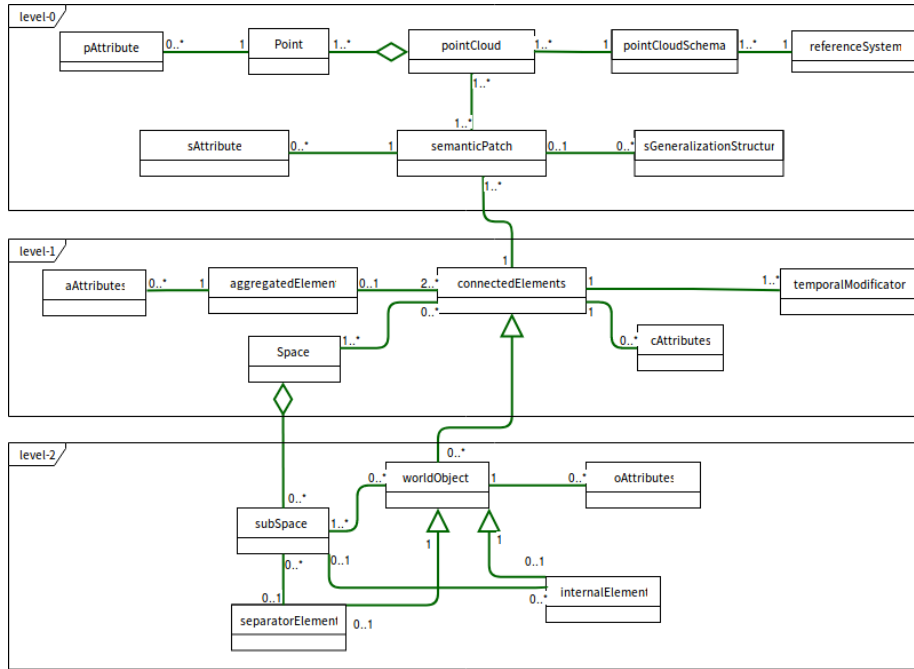 level-0
pAttribute
0..*
1
Point
1..*
pointCloud
1..*
1
pointCloudSchema
1..*
1
referenceSystem
1..*
1..*
sAttribute
0..*
1
semanticPatch
0..1
0..*
sGeneralizationStructur
1..*
level-1
1
aAttributes
0..*
1
aggregatedElement
0..1
2..*
connectedElements
1
1..*
temporalModificator
0..*
1
Space
1..*
0..*
cAttributes
level-2
0..*
0..*
worldObject
1
0..*
oAttributes
0..*
subSpace
1..*
1
1
0..*
0..1
0..1
internalElement
0..*
0..1
separatorElement
0..1